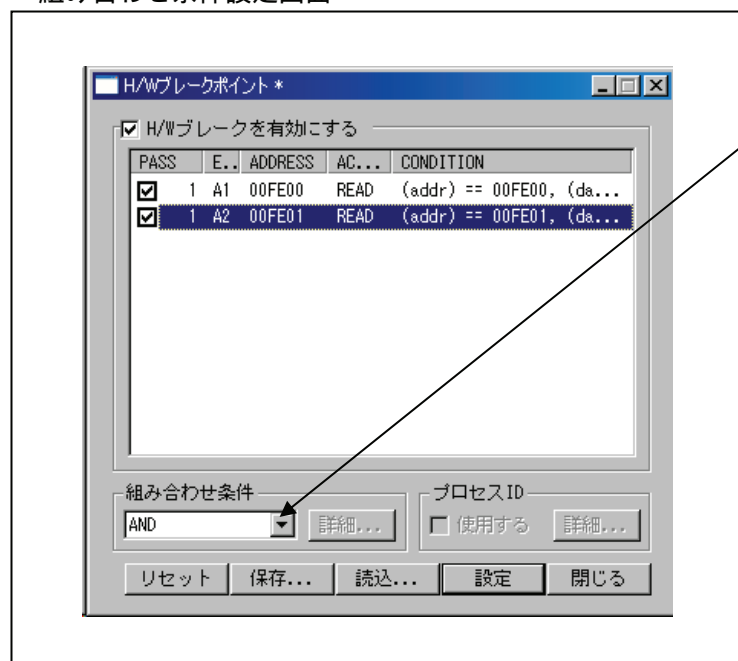 組み合わせ条件設定画面
H/Wブレークポイント *
H/Wブレークを有効にする
PASS E.. ADDRESS AC... CONDITION
1 A1 00FE00 READ (addr) == 00FE00, (da...
1 A2 00FE01 READ (addr) == 00FE01, (da...
組み合わせ条件 プロセスID
AND 詳細... 使用する 詳細...
リセット 保存... 読込... 設定 閉じる